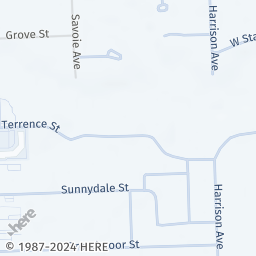 Grove St
Savoie Ave
Harrison Ave
W Sta
Terrence St
Sunnydale St
Harrison Ave
here
© 1987-2024 HERE
oor St